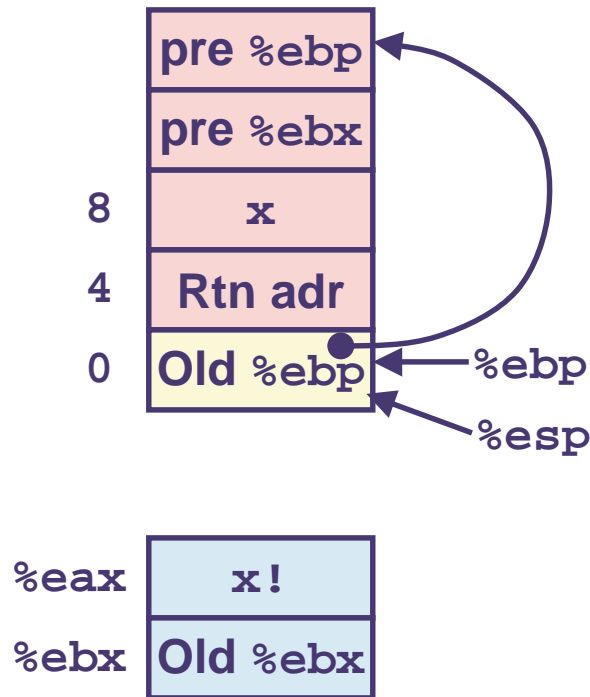 pre %ebp
pre %ebx
8 x
4 Rtn adr
0 Old %ebp %ebp
%esp
%eax x!
%ebx Old %ebx